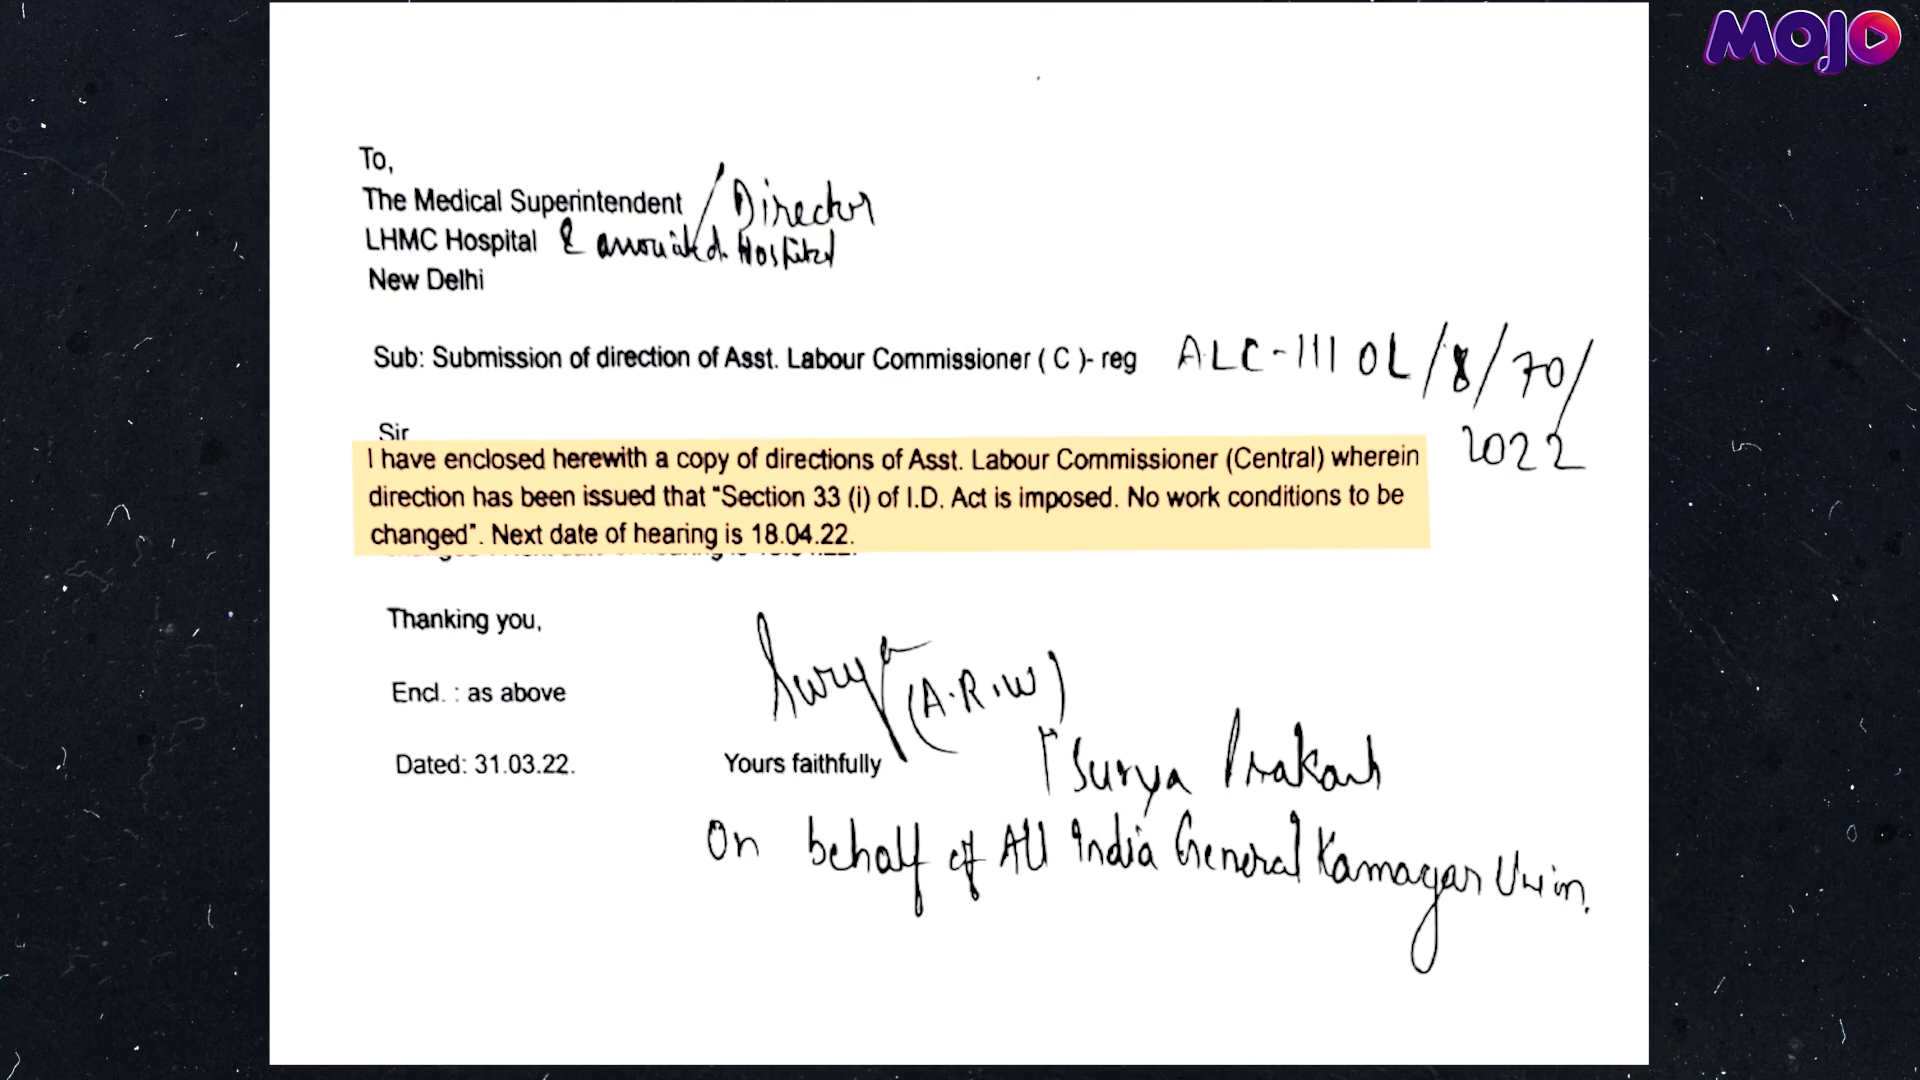 MOJO
To,
The Medical Superintendent / Director
LHMC Hospital & associated Hospital
New Delhi
Sub: Submission of direction of Asst. Labour Commissioner ( C )- reg ALC-III OL/8/70/
2022
Sir
I have enclosed herewith a copy of directions of Asst. Labour Commissioner (Central) wherein
direction has been issued that "Section 33 (i) of I.D. Act is imposed. No work conditions to be
changed". Next date of hearing is 18.04.22.
Thanking you,
Surya (A.R.W)
Encl. : as above
Dated: 31.03.22. Yours faithfully
Surya Prakash
On behalf of All India General Kamagar Union.